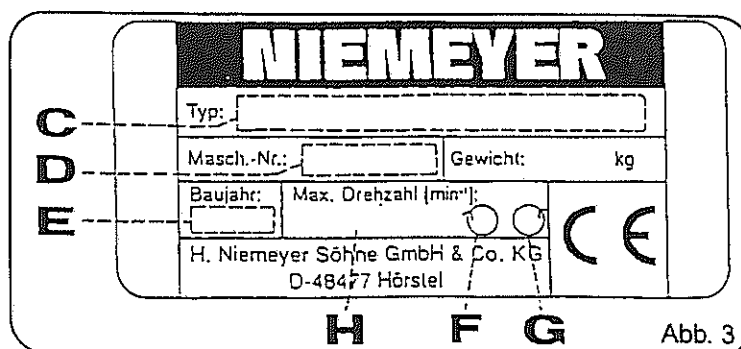 NIEMEYER
C Typ:
D Masch.-Nr.: Gewicht: kg
E Baujahr: Max. Drehzahl (min⁻¹):
CE
H. Niemeyer Söhne GmbH & Co. KG
D-48477 Hörstel
H F G
Abb. 3